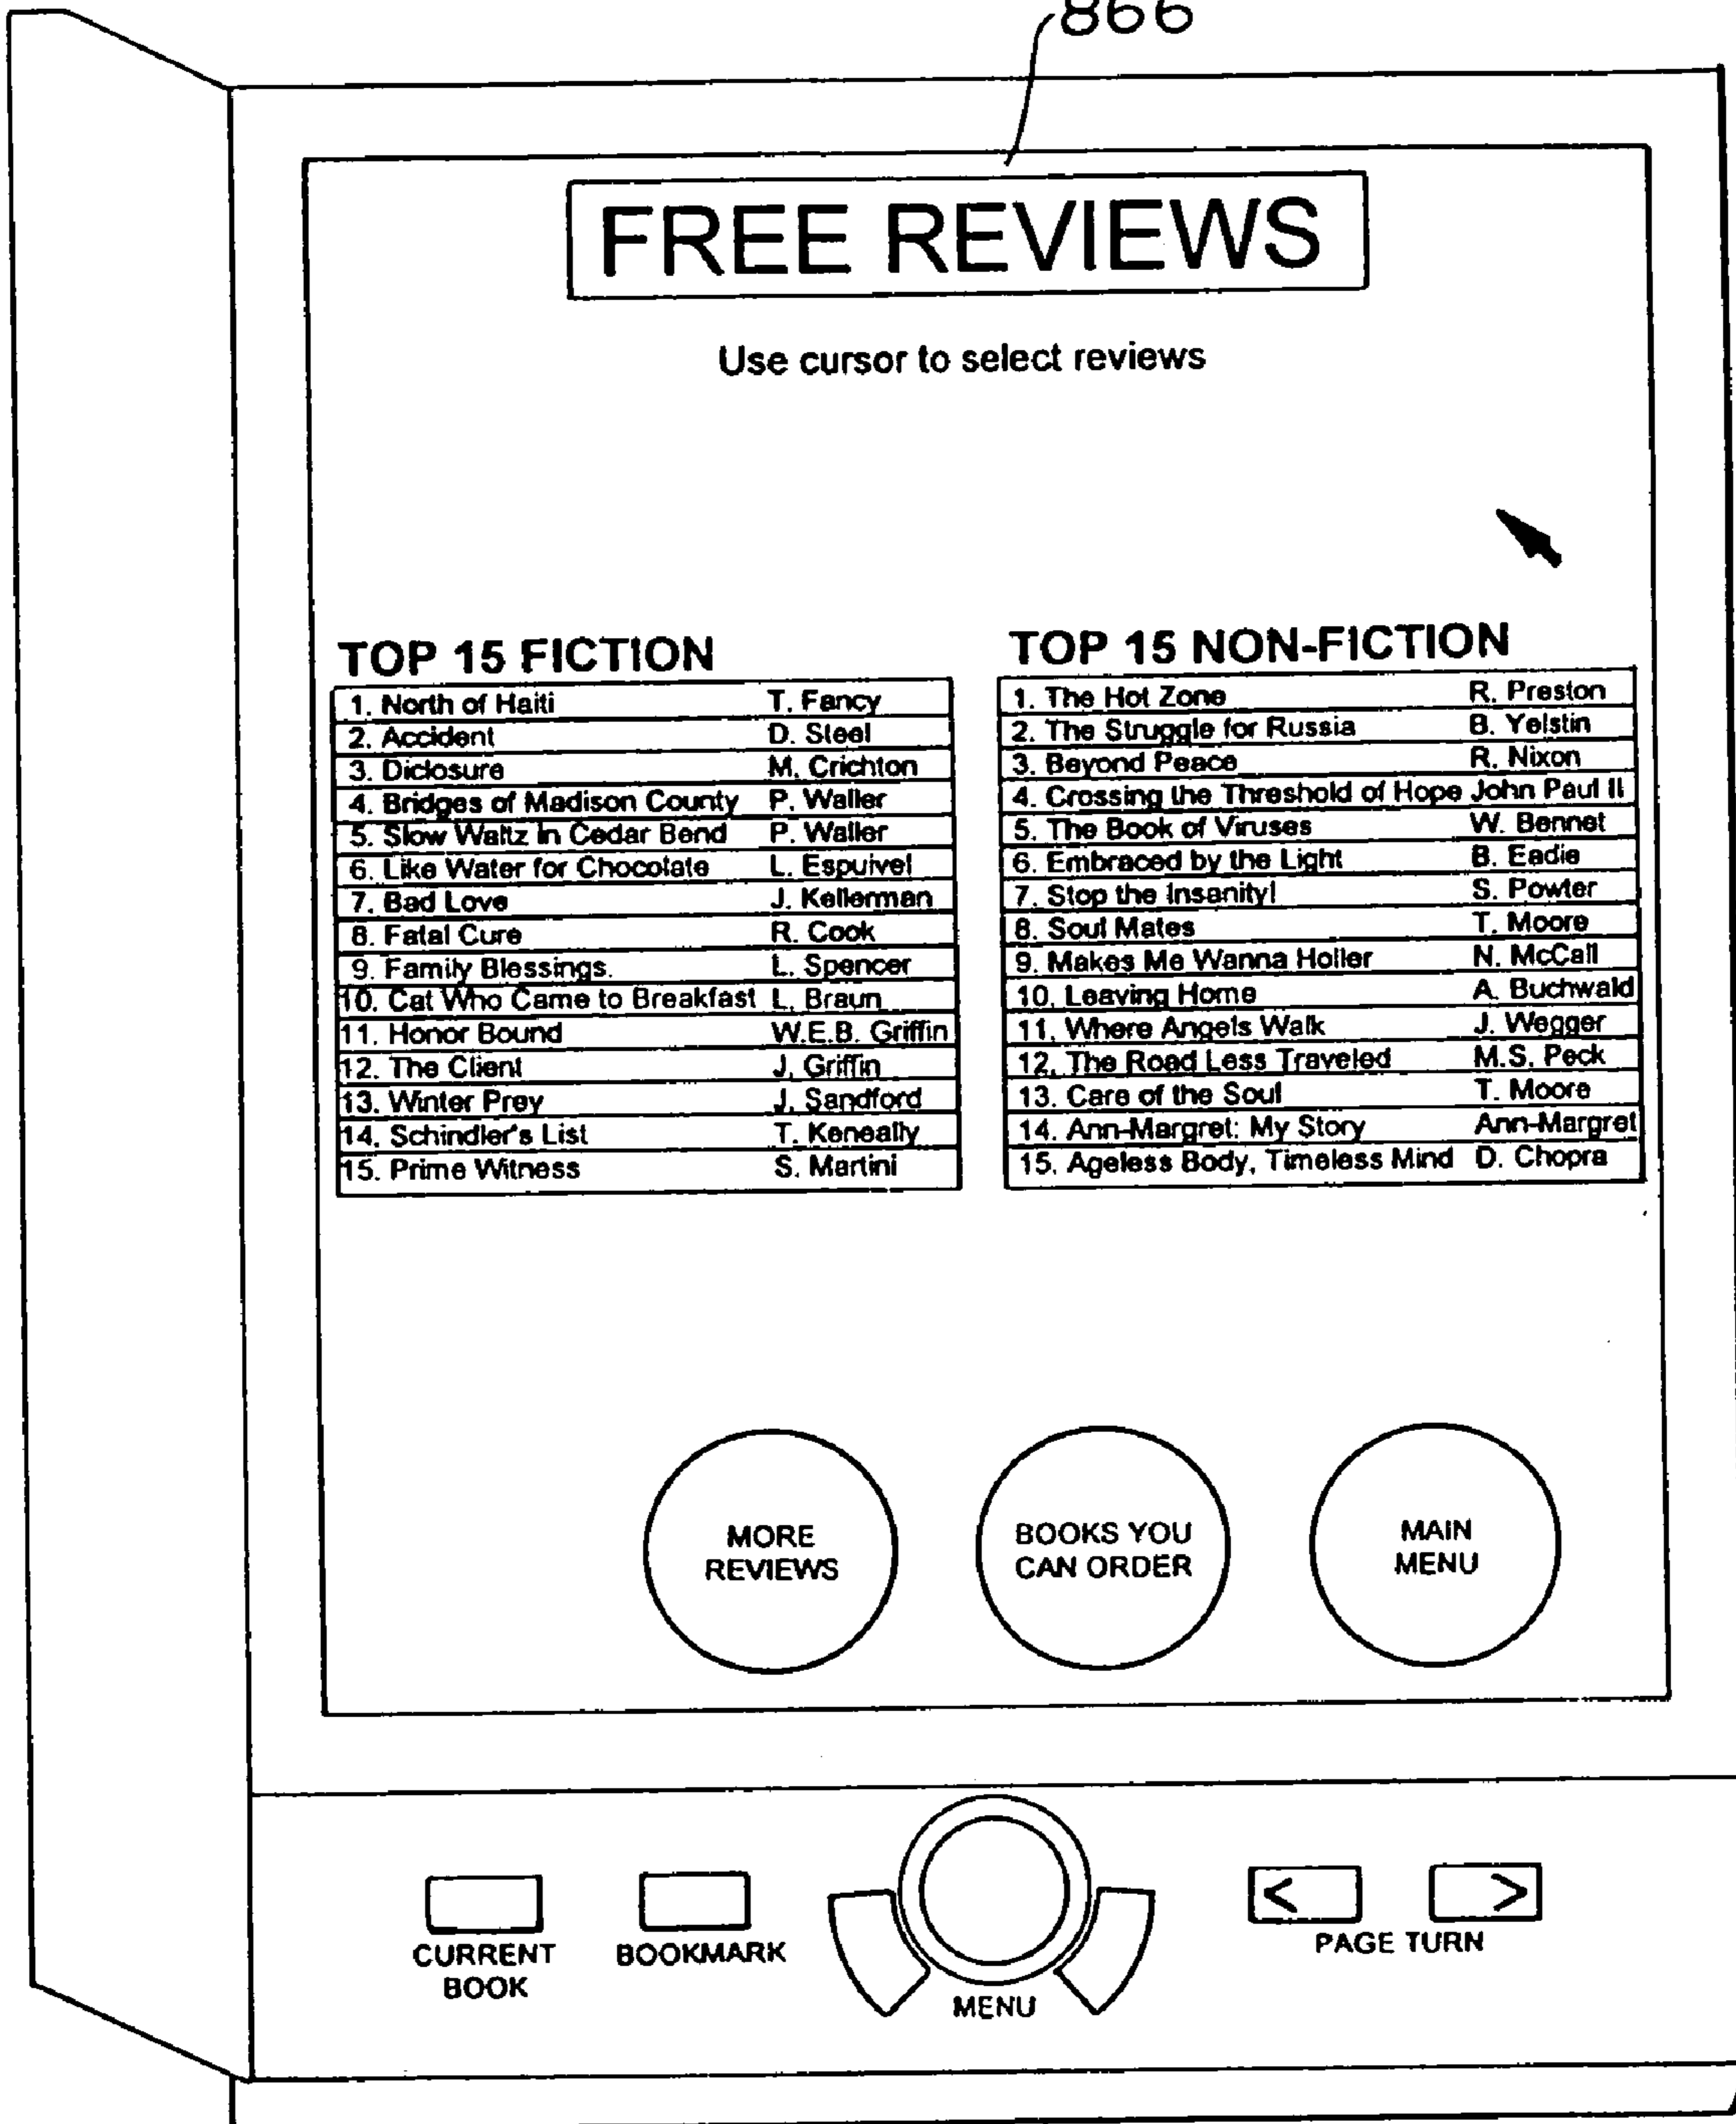 866
FREE REVIEWS
Use cursor to select reviews
TOP 15 FICTION
1. North of Haiti T. Fancy
2. Accident D. Steel
3. Diclosure M. Crichton
4. Bridges of Madison County P. Waller
5. Slow Waltz in Cedar Bend P. Waller
6. Like Water for Chocolate L. Espuivel
7. Bad Love J. Kellerman
8. Fatal Cure R. Cook
9. Family Blessings. L. Spencer
10. Cat Who Came to Breakfast L. Braun
11. Honor Bound W.E.B. Griffin
12. The Client J. Griffin
13. Winter Prey J. Sandford
14. Schindler's List T. Keneally
15. Prime Witness S. Martini
TOP 15 NON-FICTION
1. The Hot Zone R. Preston
2. The Struggle for Russia B. Yelstin
3. Beyond Peace R. Nixon
4. Crossing the Threshold of Hope John Paul II
5. The Book of Viruses W. Bennet
6. Embraced by the Light B. Eadie
7. Stop the Insanity! S. Powter
8. Soul Mates T. Moore
9. Makes Me Wanna Holler N. McCall
10. Leaving Home A. Buchwald
11. Where Angels Walk J. Wegger
12. The Road Less Traveled M.S. Peck
13. Care of the Soul T. Moore
14. Ann-Margret: My Story Ann-Margret
15. Ageless Body, Timeless Mind D. Chopra
MORE
REVIEWS
BOOKS YOU
CAN ORDER
MAIN
MENU
CURRENT
BOOK
BOOKMARK
MENU
< >
PAGE TURN